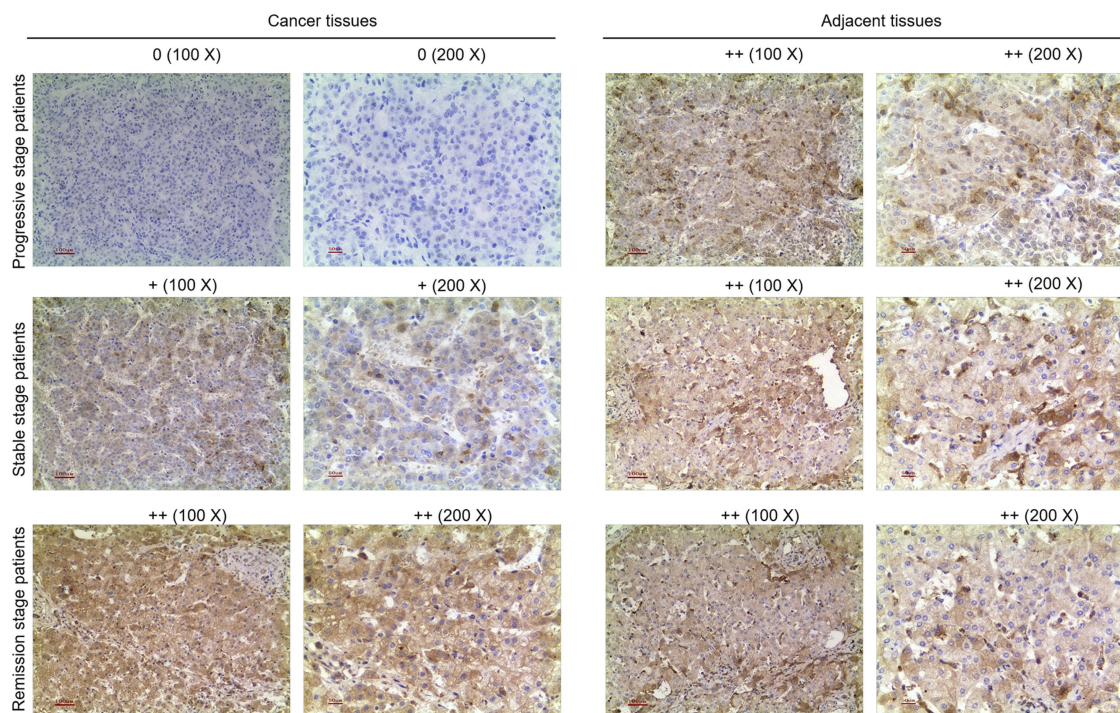 Cancer tissues
Adjacent tissues
0 (100 X)
0 (200 X)
++ (100 X)
++ (200 X)
Progressive stage patients
+ (100 X)
+ (200 X)
++ (100 X)
++ (200 X)
Stable stage patients
++ (100 X)
++ (200 X)
++ (100 X)
++ (200 X)
Remission stage patients